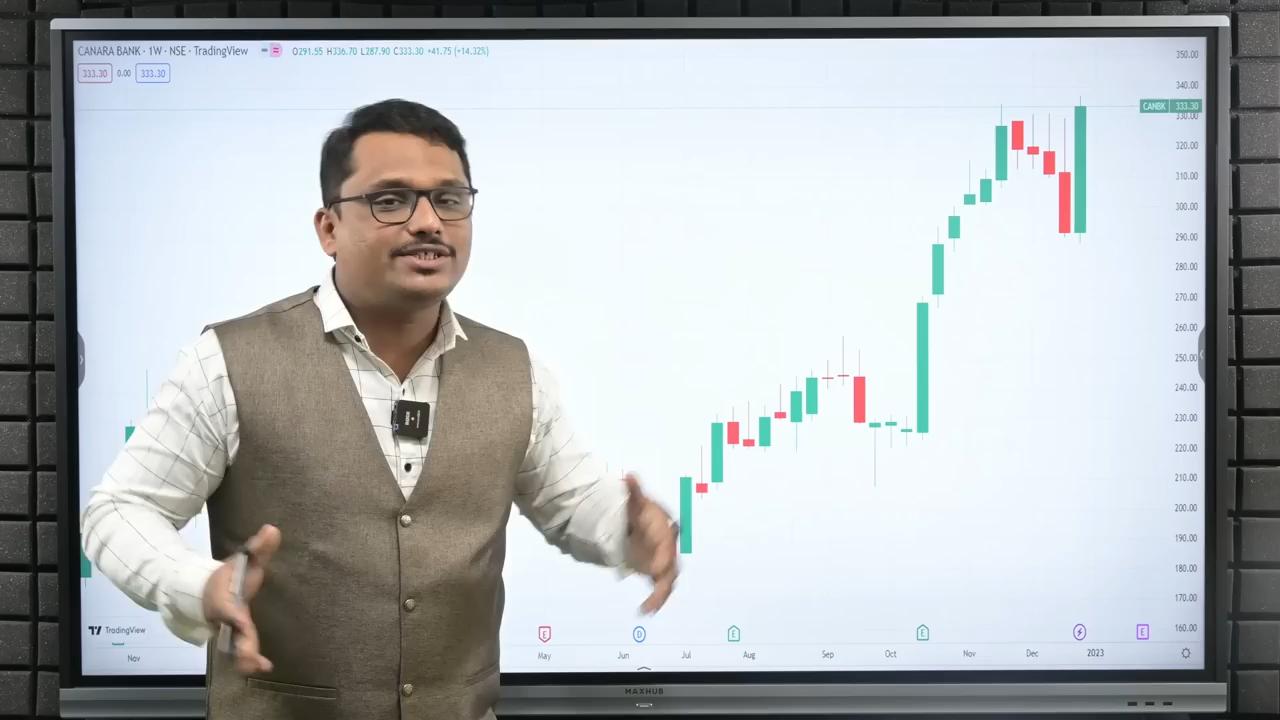 CANARA BANK · 1W · NSE · TradingView O291.55 H336.70 L287.90 C333.30 +41.75 (+14.32%)
333.30 0.00 333.30
350.00
340.00
CANBK 333.30
330.00
320.00
310.00
300.00
290.00
280.00
270.00
260.00
250.00
240.00
230.00
220.00
210.00
200.00
190.00
180.00
170.00
160.00
TradingView
E D E E E
Nov May Jun Jul Aug Sep Oct Nov Dec 2023
MAXHUB